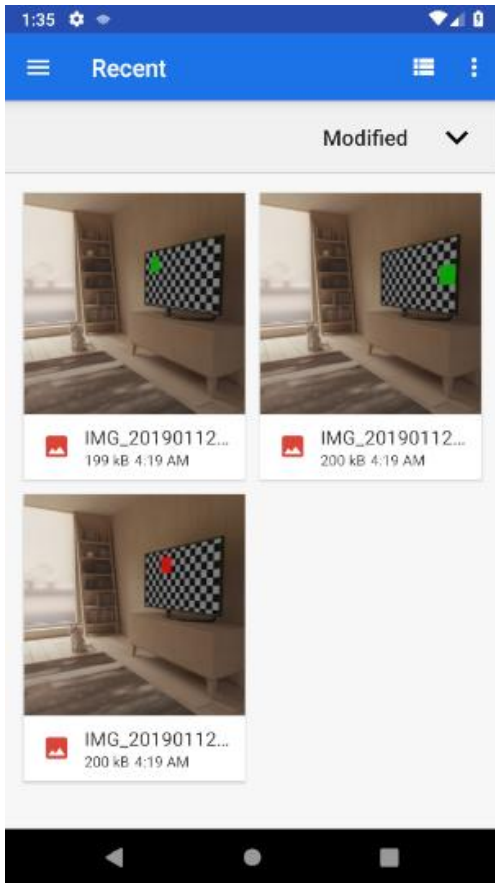 1:35
Recent
Modified
IMG_20190112...
199 kB 4:19 AM
IMG_20190112...
200 kB 4:19 AM
IMG_20190112...
200 kB 4:19 AM